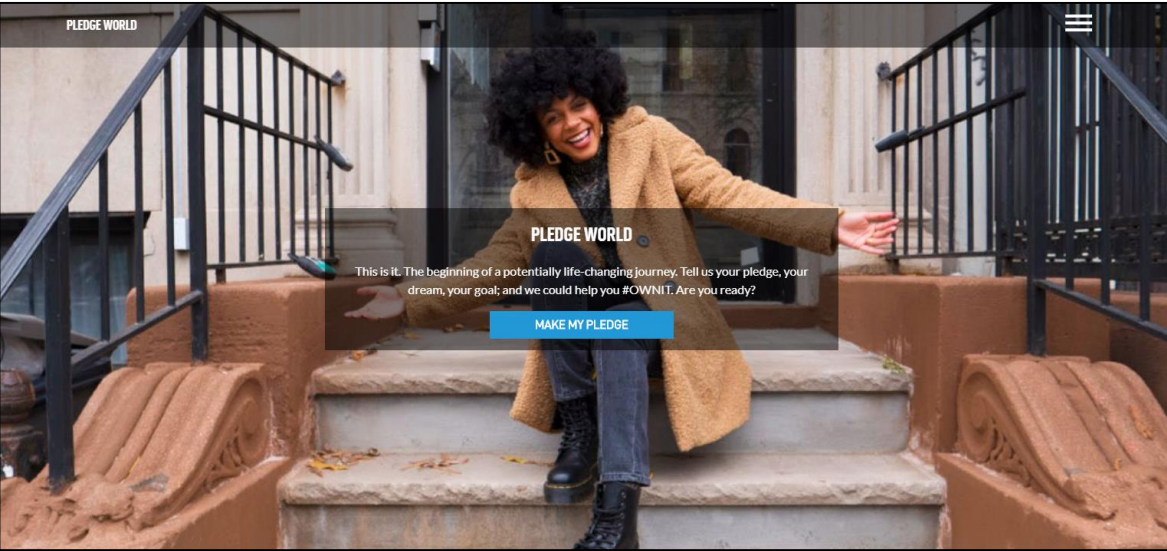 PLEDGE WORLD
PLEDGE WORLD
This is it. The beginning of a potentially life-changing journey. Tell us your pledge, your
dream, your goal; and we could help you #OWNIT. Are you ready?
MAKE MY PLEDGE